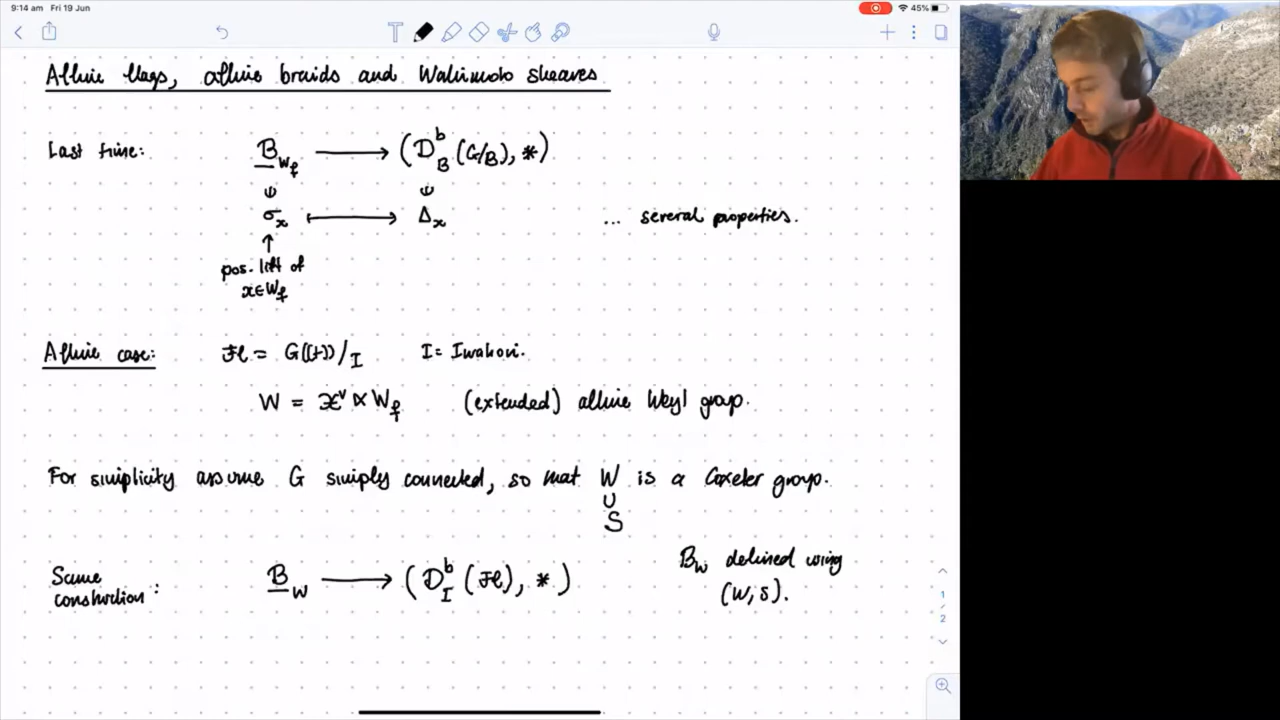 9:14 am Fri 19 Jun
45%
Affine flags, affine braids and Wakimoto sheaves
Last time: B_{W_f} ⟶ (D^b_B (G/B), *)
ψ ψ
σ_x ⟼ Δ_x ... several properties.
↑
pos. lift of
x∈W_f
Affine case: Fl = G((t))/I I = Iwahori.
W = 𝔛^∨ ⋊ W_f (extended) affine Weyl group.
For simplicity assume G simply connected, so that W is a Coxeter group.
∪
S
Same construction: B_W ⟶ (D^b_I (Fl), *) B_W defined using (W, S).
1
/
2